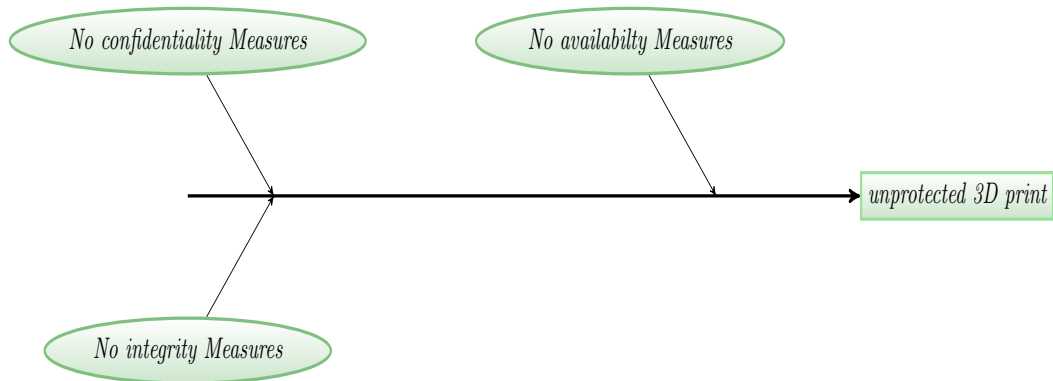 No confidentiality Measures
No availabilty Measures
unprotected 3D print
No integrity Measures